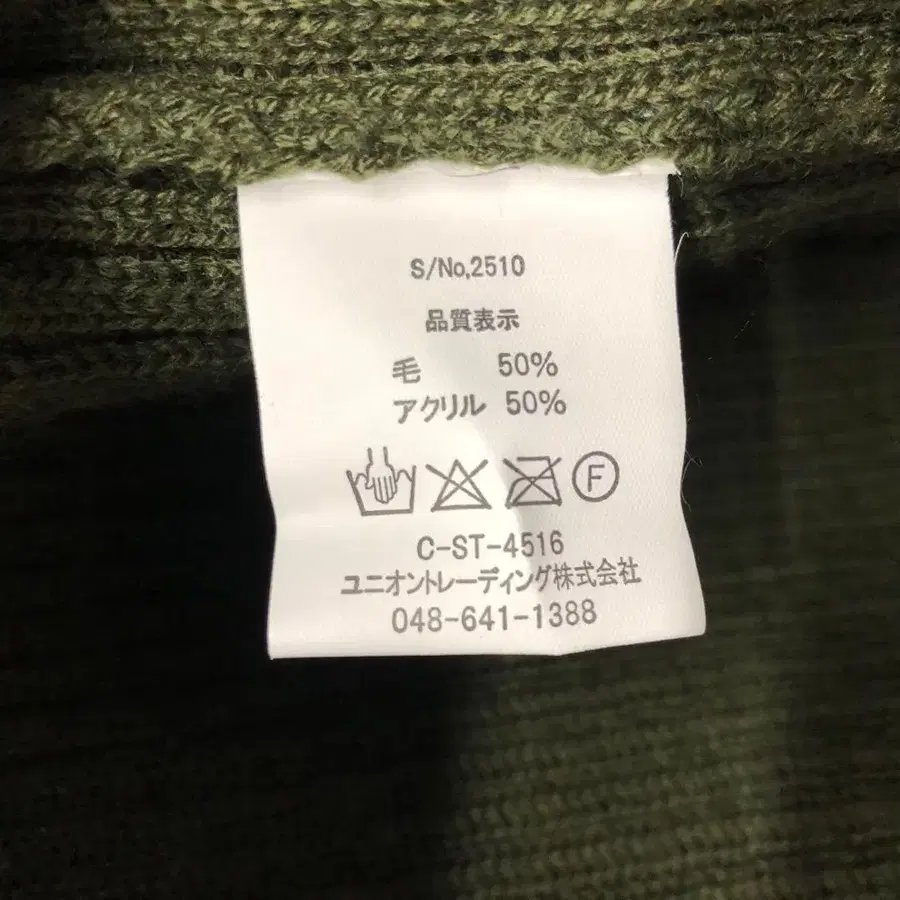 S/No,2510
品質表示
毛 50%
アクリル 50%
F
C-ST-4516
ユニオントレーディング株式会社
048-641-1388